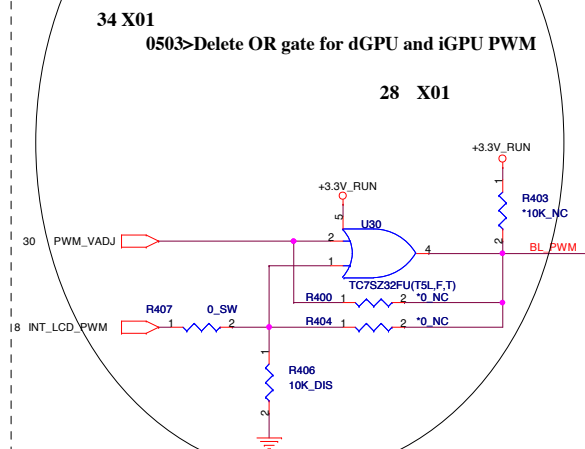 34 X01
0503>Delete OR gate for dGPU and iGPU PWM
28 X01
+3.3V_RUN
+3.3V_RUN
1
R403
*10K_NC
2
5
U30
30 PWM_VADJ
2
1
4
BL_PWM
TC7SZ32FU(T5L,F,T)
R400 1 2 *0_NC
R407 0_SW
8 INT_LCD_PWM 1 2
R404 1 2 *0_NC
1
R406
10K_DIS
2